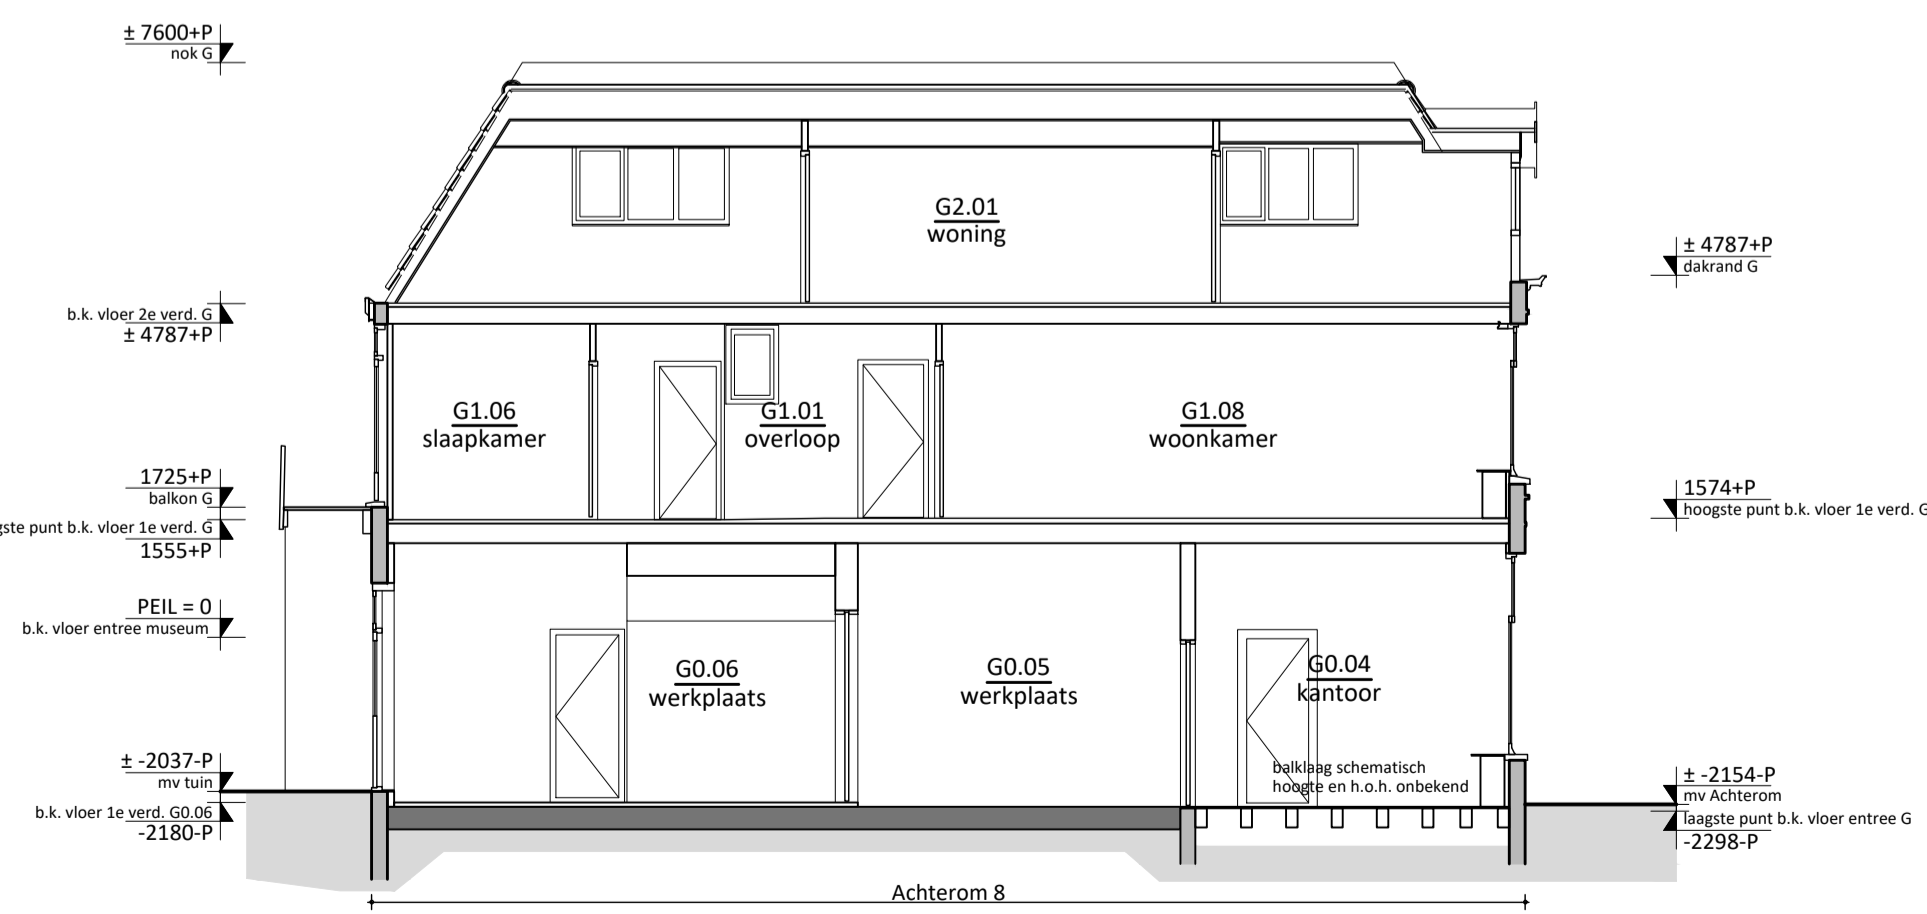 ± 7600+P
nok G
G2.01
woning
± 4787+P
dakrand G
b.k. vloer 2e verd. G
± 4787+P
G1.06
slaapkamer
G1.01
overloop
G1.08
woonkamer
1725+P
balkon G
1574+P
hoogste punt b.k. vloer 1e verd. G
gste punt b.k. vloer 1e verd. G
1555+P
PEIL = 0
b.k. vloer entree museum
G0.06
werkplaats
G0.05
werkplaats
G0.04
kantoor
± -2037-P
mv tuin
balklaag schematisch
hoogte en h.o.h. onbekend
± -2154-P
mv Achterom
b.k. vloer 1e verd. G0.06
-2180-P
laagste punt b.k. vloer entree G
-2298-P
Achterom 8